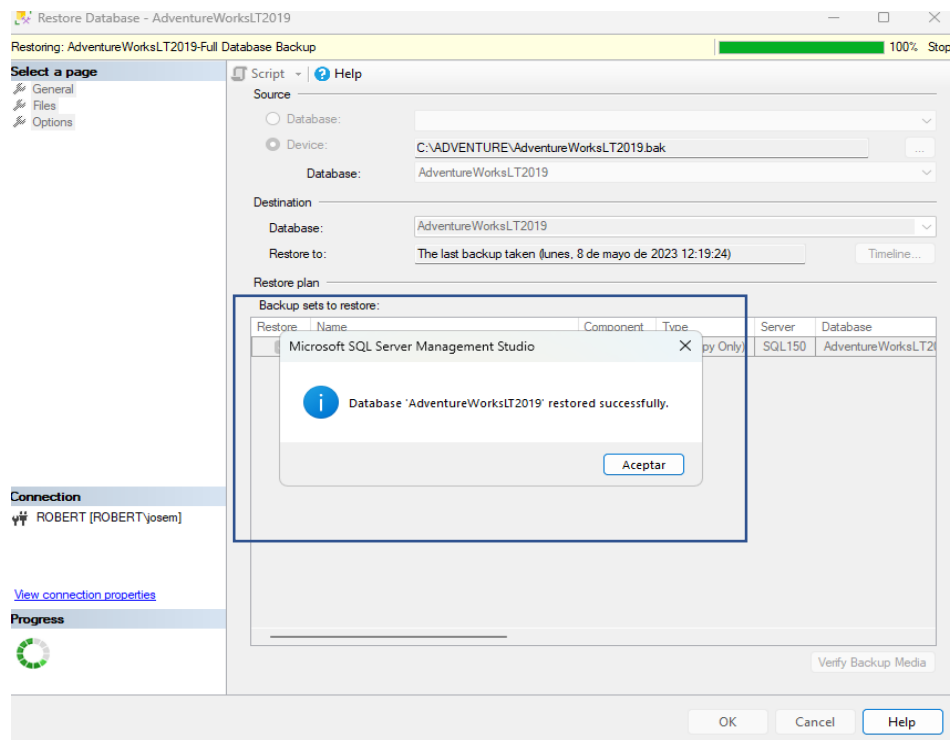 Restore Database - AdventureWorksLT2019
Restoring: AdventureWorksLT2019-Full Database Backup
100%
Stop
Select a page
General
Files
Options
Script
Help
Source
Database:
Device:
C:\ADVENTURE\AdventureWorksLT2019.bak
...
Database:
AdventureWorksLT2019
Destination
Database:
AdventureWorksLT2019
Restore to:
The last backup taken (lunes, 8 de mayo de 2023 12:19:24)
Timeline...
Restore plan
Backup sets to restore:
Restore Name Component Type Server Database
py Only) SQL150 AdventureWorksLT20
Microsoft SQL Server Management Studio
Database 'AdventureWorksLT2019' restored successfully.
Aceptar
Connection
ROBERT [ROBERT\josem]
View connection properties
Progress
Verify Backup Media
OK Cancel Help